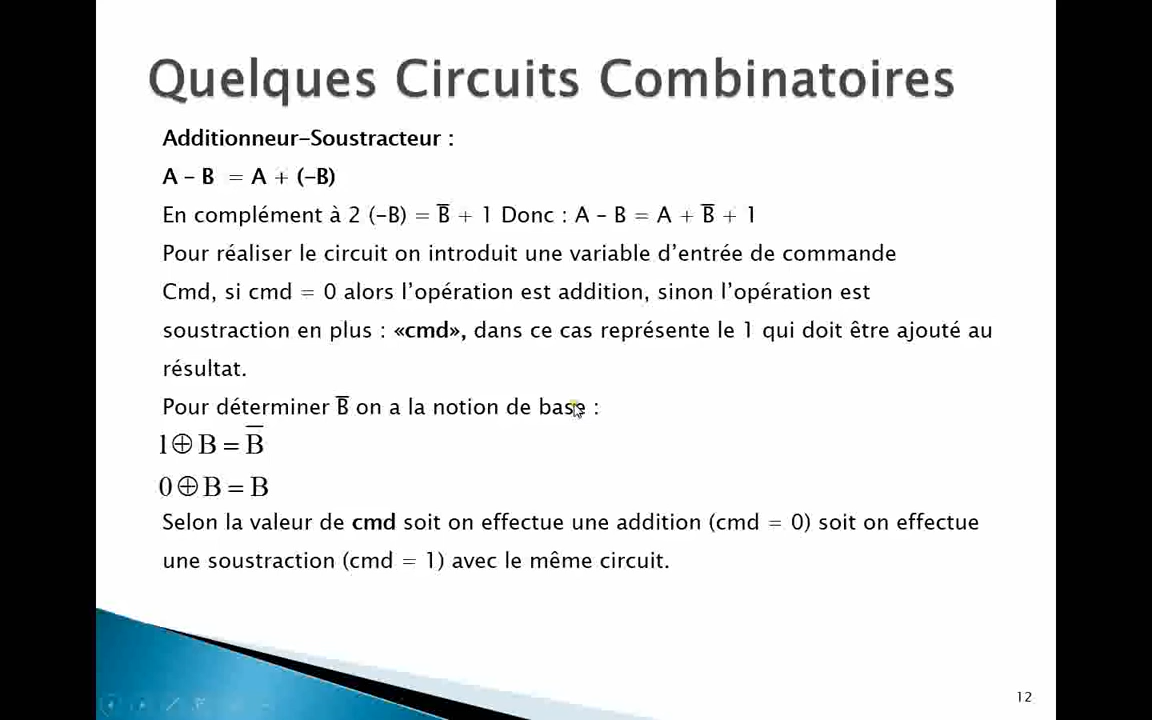 Quelques Circuits Combinatoires
Additionneur-Soustracteur :
A – B = A + (-B)
En complément à 2 (-B) = B̅ + 1 Donc : A – B = A + B̅ + 1
Pour réaliser le circuit on introduit une variable d’entrée de commande
Cmd, si cmd = 0 alors l’opération est addition, sinon l’opération est
soustraction en plus : «cmd», dans ce cas représente le 1 qui doit être ajouté au
résultat.
Pour déterminer B̅ on a la notion de base :
1⊕B = B̅
0⊕B = B
Selon la valeur de cmd soit on effectue une addition (cmd = 0) soit on effectue
une soustraction (cmd = 1) avec le même circuit.
12